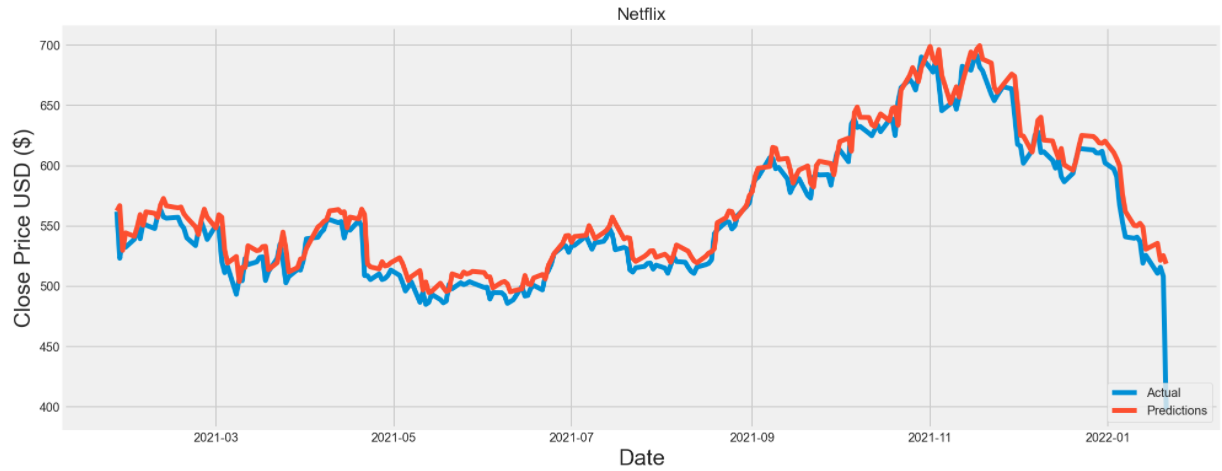 Netflix
Close Price USD ($)
700
650
600
550
500
450
400
2021-03
2021-05
2021-07
2021-09
2021-11
2022-01
Date
Actual
Predictions